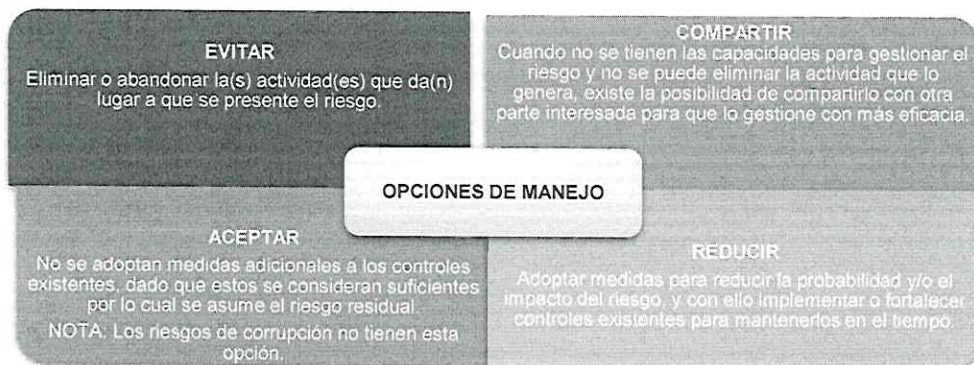 EVITAR
Eliminar o abandonar la(s) actividad(es) que da(n)
lugar a que se presente el riesgo.
COMPARTIR
Cuando no se tienen las capacidades para gestionar el
riesgo y no se puede eliminar la actividad que lo
genera, existe la posibilidad de compartirlo con otra
parte interesada para que lo gestione con más eficacia.
OPCIONES DE MANEJO
ACEPTAR
No se adoptan medidas adicionales a los controles
existentes, dado que estos se consideran suficientes
por lo cual se asume el riesgo residual
NOTA: Los riesgos de corrupción no tienen esta
opción.
REDUCIR
Adoptar medidas para reducir la probabilidad y/o el
impacto del riesgo, y con ello implementar o fortalecer
controles existentes para mantenerlos en el tiempo.